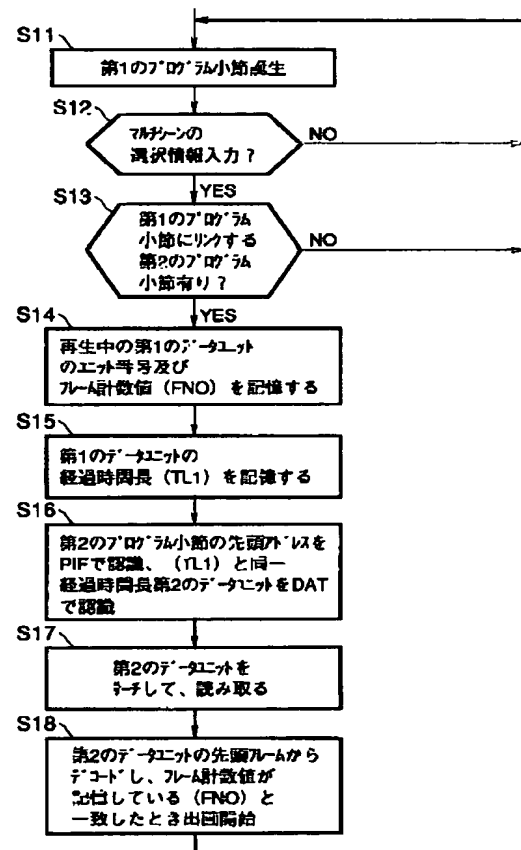 S11
第1のプログラム小節誕生
S12
マルチシーンの
選択情報入力？
NO
YES
S13
第1のプログラム
小節にリンクする
第2のプログラム
小節有り？
NO
YES
S14
再生中の第1のデータユニット
のユニット番号及び
フレーム計数値（FNO）を記憶する
S15
第1のデータユニットの
経過時間長（TL1）を記憶する
S16
第2のプログラム小節の先頭アドレスを
PIFで認識、（TL1）と同一
経過時間長第2のデータユニットをDAT
で認識
S17
第2のデータユニットを
サーチして、読み取る
S18
第2のデータユニットの先頭フレームから
デコードし、フレーム計数値が
記憶している（FNO）と
一致したとき出画開始